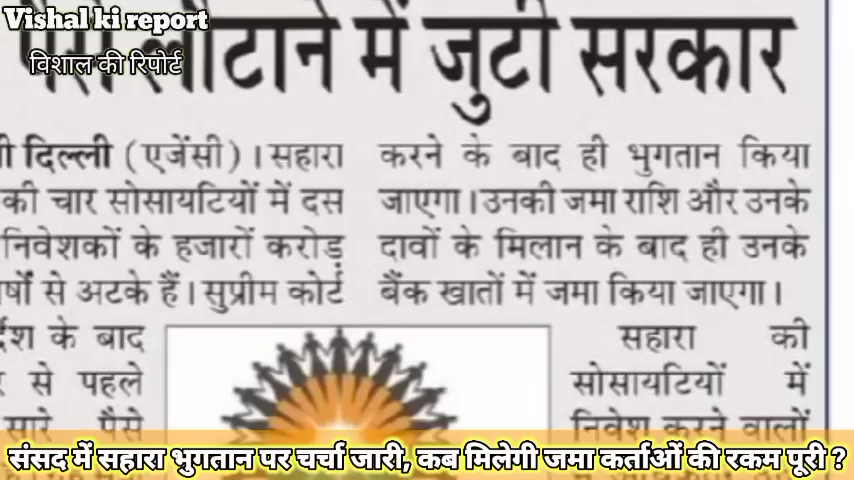 Vishal ki report
विशाल की रिपोर्ट
में जुटी सरकार
दिल्ली (एजेंसी)। सहारा
की चार सोसायटियों में दस
निवेशकों के हजारों करोड़
से अटके हैं। सुप्रीम कोर्ट
के बाद
से पहले
सारे पैसे
करने के बाद ही भुगतान किया
जाएगा। उनकी जमा राशि और उनके
दावों के मिलान के बाद ही उनके
बैंक खातों में जमा किया जाएगा।
सहारा की
सोसायटियों में
निवेश करने वालों
संसद में सहारा भुगतान पर चर्चा जारी, कब मिलेगी जमा कर्ताओं की रकम पूरी ?